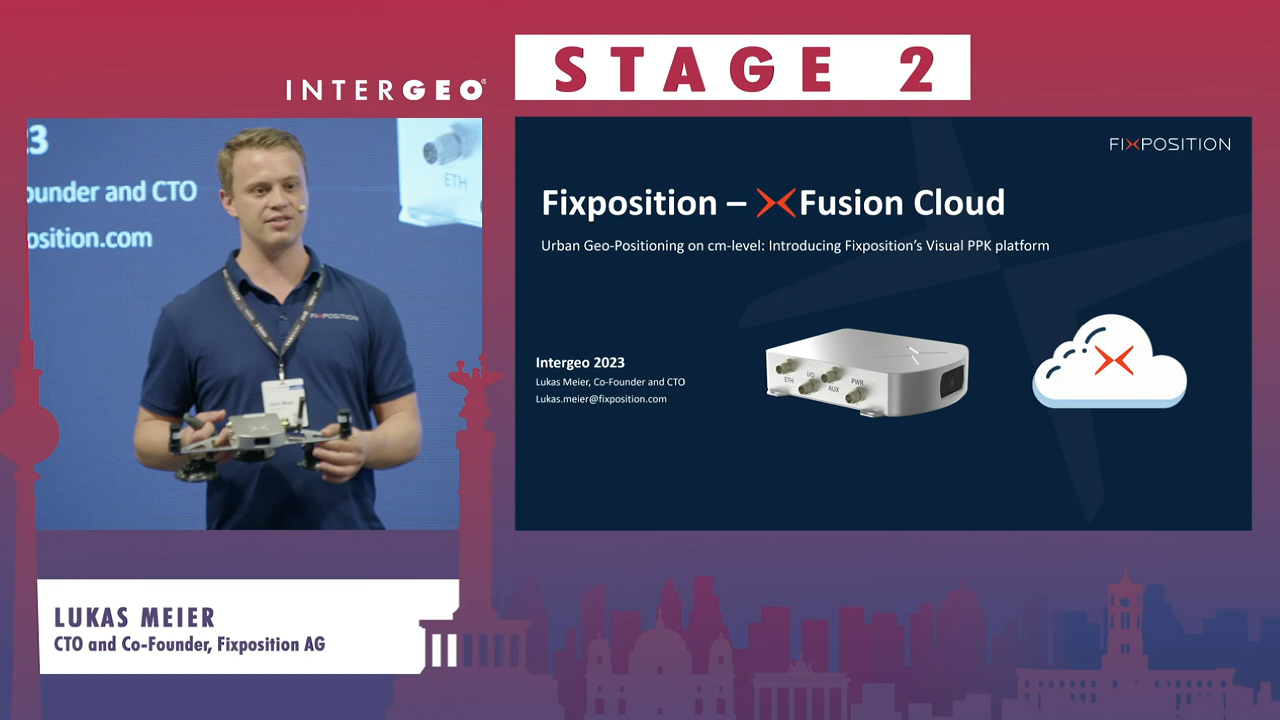 INTERGEO®
STAGE 2
3
ounder and CTO
osition.com
ETH
FIXPOSITION
FIXPOSITION
Fixposition – Fusion Cloud
Urban Geo-Positioning on cm-level: Introducing Fixposition's Visual PPK platform
Intergeo 2023
Lukas Meier, Co-Founder and CTO
Lukas.meier@fixposition.com
ETH
I/O
AUX
PWR
LUKAS MEIER
CTO and Co-Founder, Fixposition AG